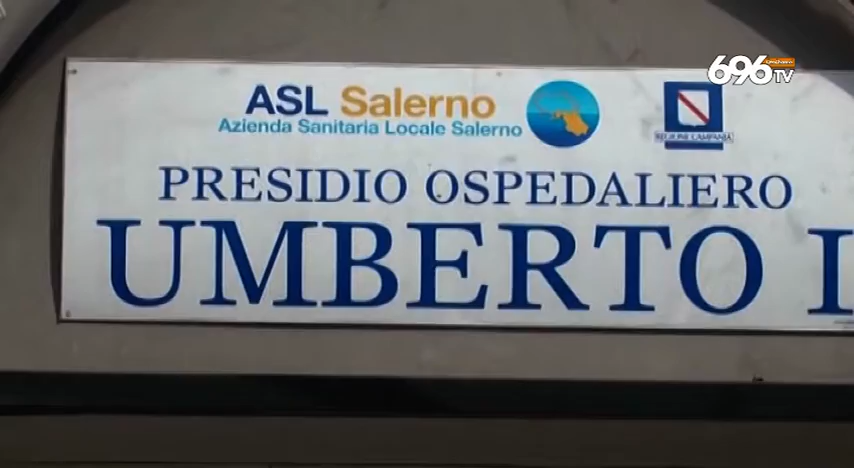 696 TV
ASL Salerno
Azienda Sanitaria Locale Salerno
REGIONE CAMPANIA
PRESIDIO OSPEDALIERO
UMBERTO I